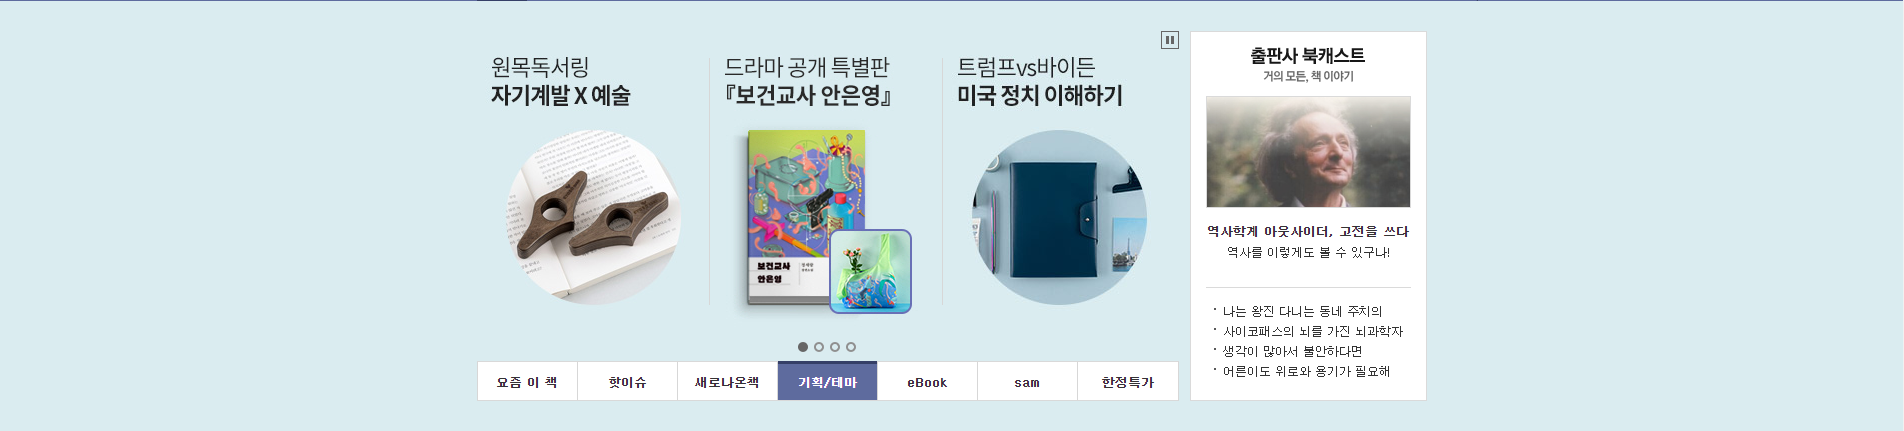 원목독서링
자기계발 X 예술
드라마 공개 특별판
『보건교사 안은영』
트럼프vs바이든
미국 정치 이해하기
보건교사
안은영
요즘 이 책
핫이슈
새로나온책
기획/테마
eBook
sam
한정특가
출판사 북캐스트
거의 모든, 책 이야기
역사학계 아웃사이더, 고전을 쓰다
역사를 이렇게도 볼 수 있구나!
· 나는 왕진 다니는 동네 주치의
· 사이코패스의 뇌를 가진 뇌과학자
· 생각이 많아서 불안하다면
· 어른이도 위로와 용기가 필요해